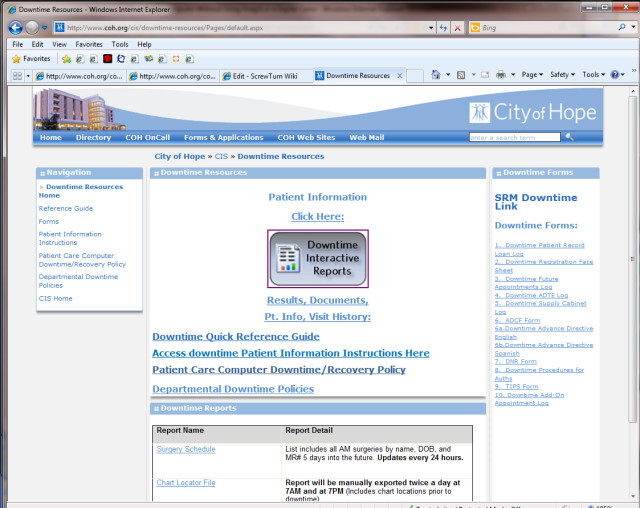 Downtime Resources - Windows Internet Explorer
http://www.coh.org/cis/downtime-resources/Pages/default.aspx
Bing
File Edit View Favorites Tools Help
Favorites
http://www.coh.org/co... http://www.coh.org/co... Edit - ScrewTurn Wiki Downtime Resources X
Page Safety Tools
City of Hope
Home Directory COH OnCall Forms & Applications COH Web Sites Web Mail
enter a search term
City of Hope » CIS » Downtime Resources
Navigation
Downtime Resources
Home
Reference Guide
Forms
Patient Information
Instructions
Patient Care Computer
Downtime/Recovery Policy
Departmental Downtime
Policies
CIS Home
Downtime Resources
Patient Information
Click Here:
Downtime
Interactive
Reports
Results, Documents,
Pt. Info, Visit History:
Downtime Quick Reference Guide
Access downtime Patient Information Instructions Here
Patient Care Computer Downtime/Recovery Policy
Departmental Downtime Policies
Downtime Reports
Report Name Report Detail
Surgery Schedule List includes all AM surgeries by name, DOB, and
MR# 5 days into the future. Updates every 24 hours.
Chart Locator File Report will be manually exported twice a day at
7AM and at 7PM (Includes chart locations prior to
downtime)
Downtime Forms
SRM Downtime
Link
Downtime Forms:
1. Downtime Patient Record
Loan Log
2. Downtime Registration Face
Sheet
3. Downtime Future
Appointments Log
4. Downtime ADTE Log
5. Downtime Supply Cabinet
Log
6. ADCF Form
6a.Downtime Advance Directive
English
6b.Downtime Advance Directive
Spanish
7. DNR Form
8. Downtime Procedures for
Auths
9. TIPS Form
10. Downtime Add-On
Appointment Log